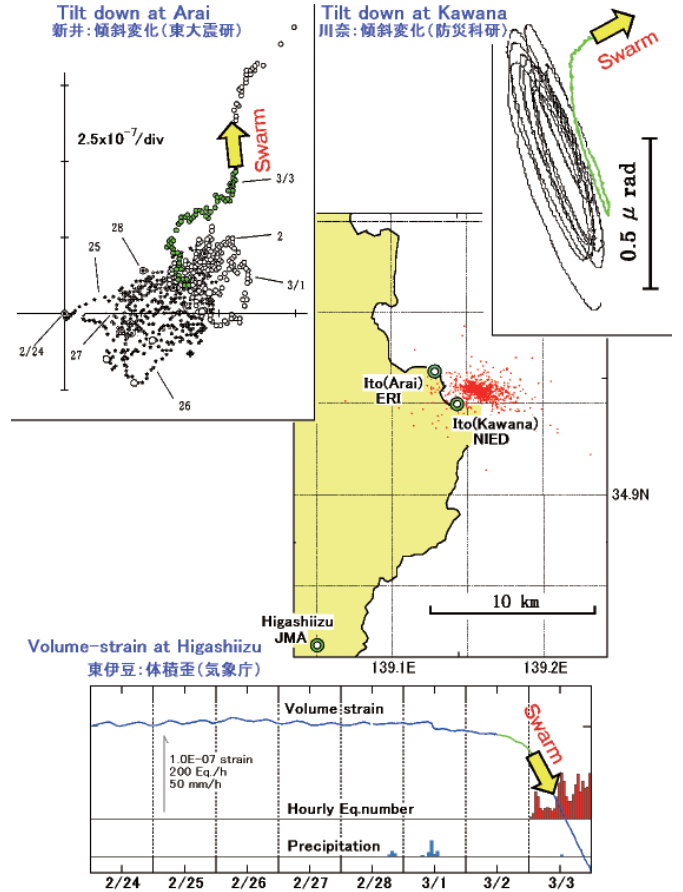 Tilt down at Arai
新井:傾斜変化(東大震研)
2.5x10⁻⁷/div
Swarm
3/3
2
28
25
3/1
2/24
27
26
Tilt down at Kawana
川奈:傾斜変化(防災科研)
Swarm
0.5 μ rad
Ito(Arai)
ERI
Ito(Kawana)
NIED
34.9N
10 km
Higashiizu
JMA
139.1E
139.2E
Volume-strain at Higashiizu
東伊豆:体積歪(気象庁)
Volume strain
Swarm
1.0E-07 strain
200 Eq./h
50 mm/h
Hourly Eq.number
Precipitation
2/24
2/25
2/26
2/27
2/28
3/1
3/2
3/3